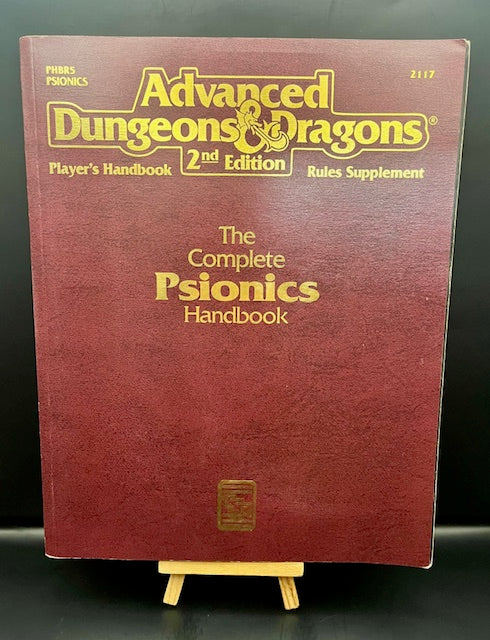 PHBR5
PSIONICS
2117
Advanced
Dungeons & Dragons®
2nd Edition
Player's Handbook
Rules Supplement
The
Complete
Psionics
Handbook